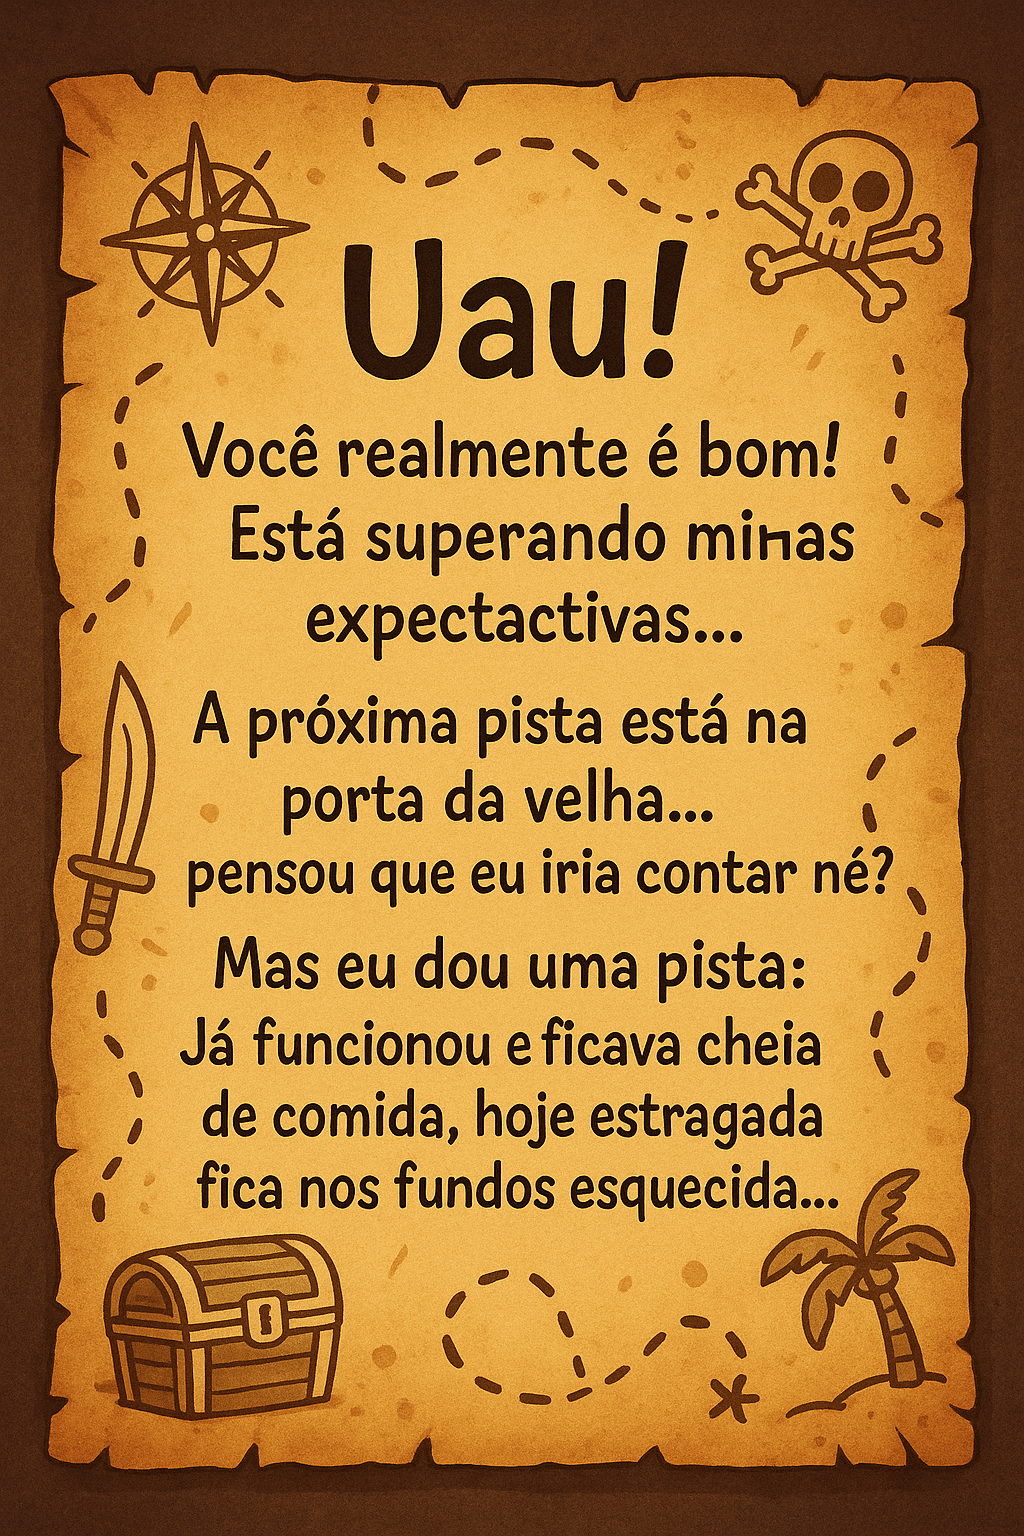 Uau!
Você realmente é bom!
Está superando minas
expectactivas...
A próxima pista está na
porta da velha...
pensou que eu iria contar né?
Mas eu dou uma pista:
Já funcionou e ficava cheia
de comida, hoje estragada
fica nos fundos esquecida...